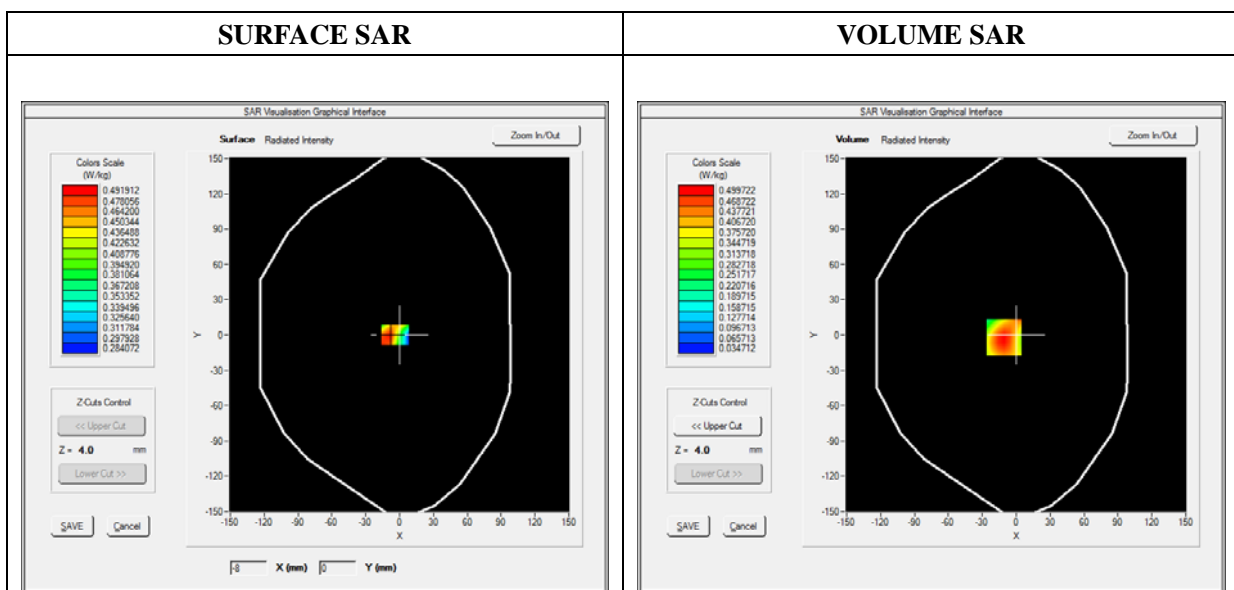 SURFACE SAR
VOLUME SAR
SAR Visualisation Graphical Interface
Surface Radiated Intensity
Zoom In/Out
Colors Scale
(W/kg)
0.491912
0.478056
0.464200
0.450344
0.436488
0.422632
0.408776
0.394920
0.381064
0.367208
0.353352
0.339496
0.325640
0.311784
0.297928
0.284072
Z-Cuts Control
<< Upper Cut
Z = 4.0 mm
Lower Cut >>
SAVE Cancel
150
120
90
60
30
0
-30
-60
-90
-120
-150
Y
-150 -120 -90 -60 -30 0 30 60 90 120 150
X
-8 X (mm) 0 Y (mm)
SAR Visualisation Graphical Interface
Volume Radiated Intensity
Zoom In/Out
Colors Scale
(W/kg)
0.499722
0.468722
0.437721
0.406720
0.375720
0.344719
0.313718
0.282718
0.251717
0.220716
0.189715
0.158715
0.127714
0.096713
0.065713
0.034712
Z-Cuts Control
<< Upper Cut
Z = 4.0 mm
Lower Cut >>
SAVE Cancel
150
120
90
60
30
0
-30
-60
-90
-120
-150
Y
-150 -120 -90 -60 -30 0 30 60 90 120 150
X